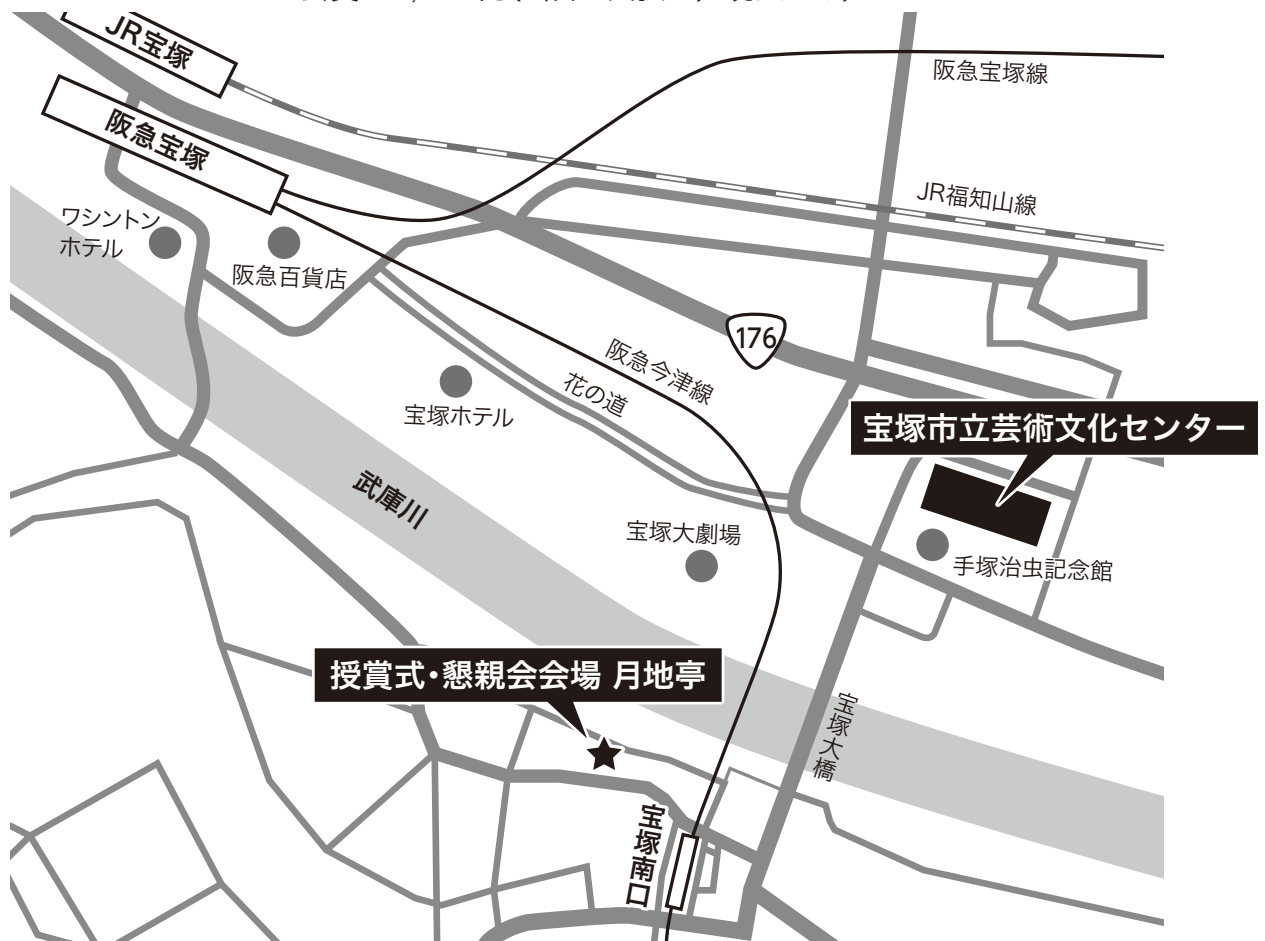 JR宝塚
阪急宝塚線
阪急宝塚
JR福知山線
ワシントン
ホテル
阪急百貨店
176
阪急今津線
花の道
宝塚ホテル
宝塚市立芸術文化センター
武庫川
宝塚大劇場
手塚治虫記念館
授賞式・懇親会会場 月地亭
宝塚大橋
宝塚南口